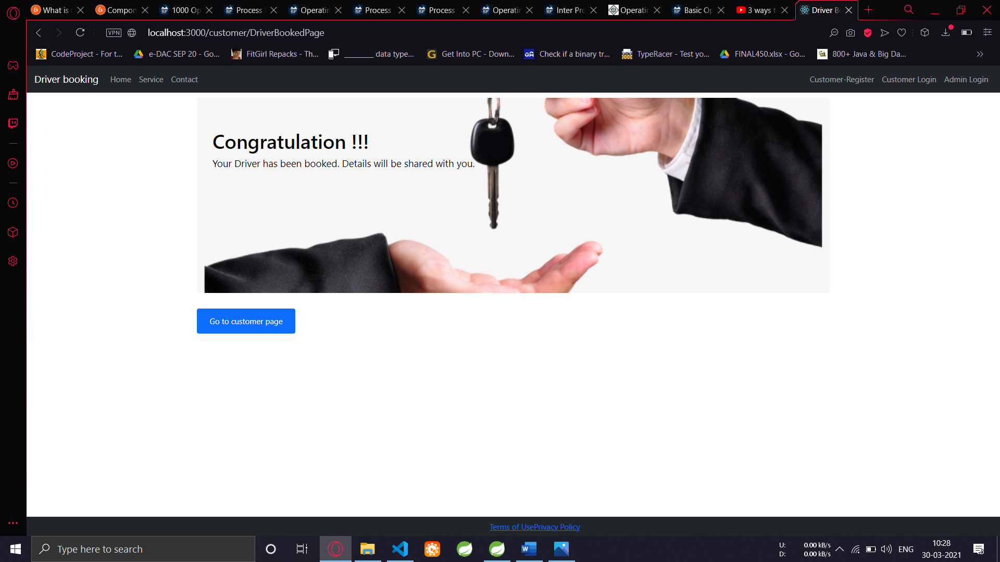 What is
Compon
1000 Op
Process
Operatin
Process
Process
Operatin
Inter Pro
Operatin
Basic Op
3 ways t
Driver B
VPN
localhost:3000/customer/DriverBookedPage
CodeProject - For t...
e-DAC SEP 20 - Go...
FitGirl Repacks - Th...
________ data type...
Get Into PC - Down...
Check if a binary tr...
TypeRacer - Test yo...
FINAL450.xlsx - Go...
800+ Java & Big Da...
Driver booking
Home
Service
Contact
Customer-Register
Customer Login
Admin Login
Congratulation !!!
Your Driver has been booked. Details will be shared with you.
Go to customer page
Terms of UsePrivacy Policy
Type here to search
U: 0.00 kB/s
D: 0.00 kB/s
ENG
10:28
30-03-2021